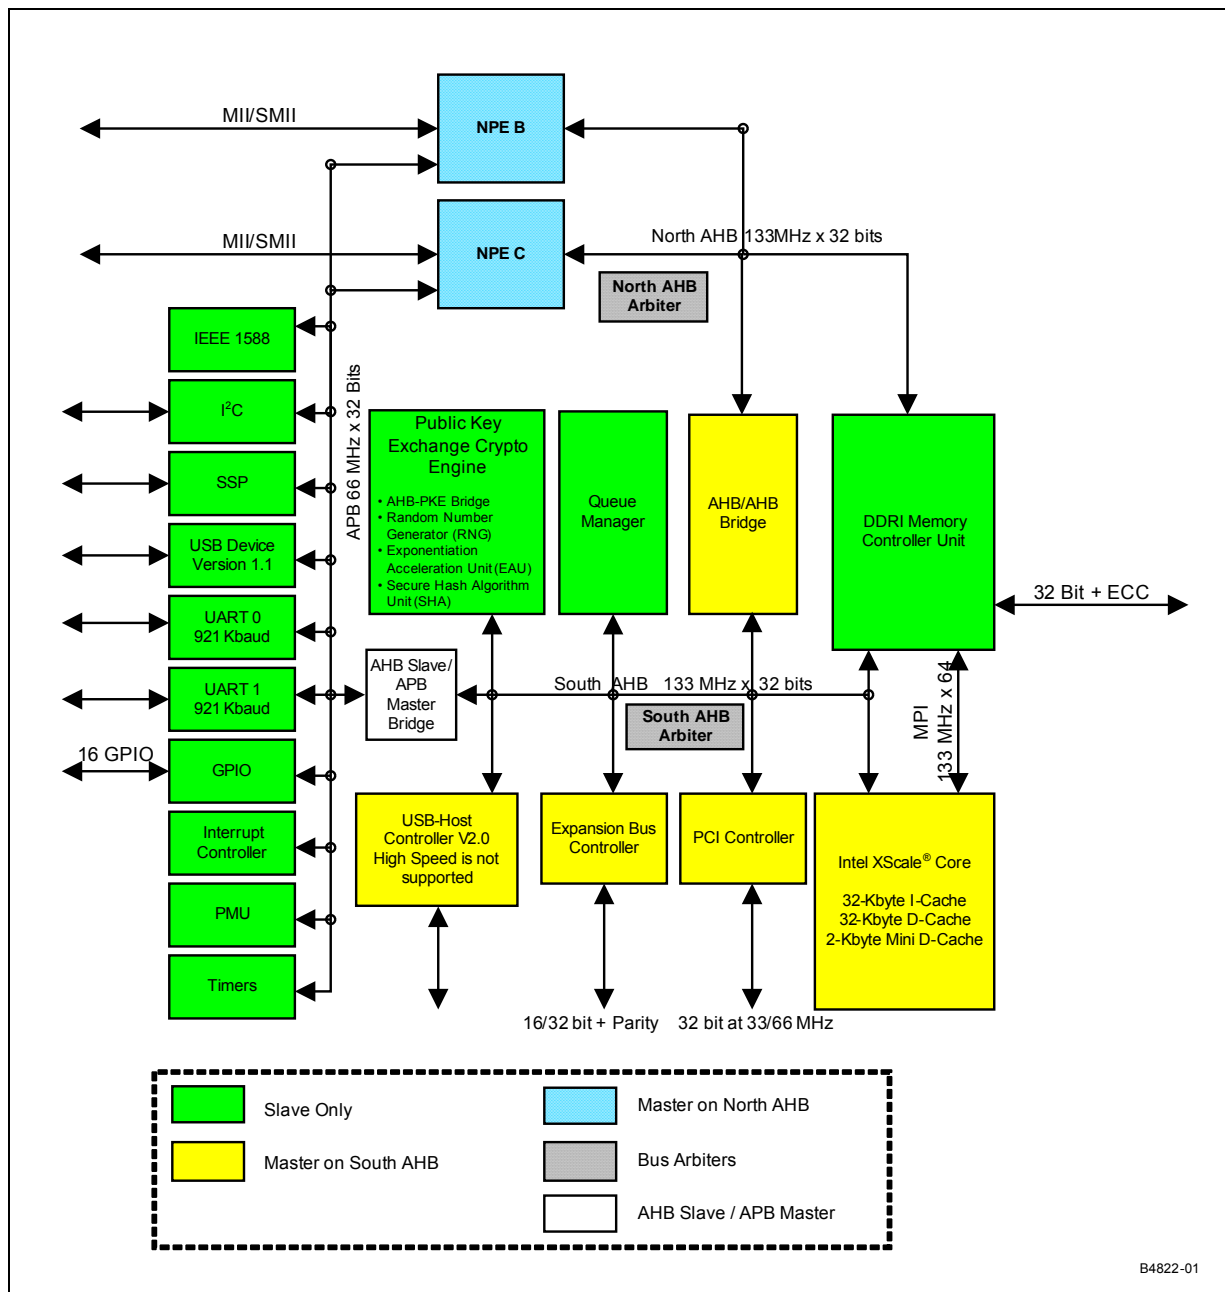 MII/SMII
NPE B
MII/SMII
NPE C
North AHB 133MHz x 32 bits
North AHB
Arbiter
IEEE 1588
I²C
SSP
USB Device
Version 1.1
UART 0
921 Kbaud
UART 1
921 Kbaud
16 GPIO
GPIO
Interrupt
Controller
PMU
Timers
APB 66 MHz x 32 Bits
Public Key
Exchange Crypto
Engine
• AHB-PKE Bridge
• Random Number
Generator (RNG)
• Exponentiation
Acceleration Unit (EAU)
• Secure Hash Algorithm
Unit (SHA)
Queue
Manager
AHB/AHB
Bridge
DDRI Memory
Controller Unit
32 Bit + ECC
AHB Slave/
APB
Master
Bridge
South AHB 133 MHz x 32 bits
South AHB
Arbiter
MPI
133 MHz x 64
USB-Host
Controller V2.0
High Speed is not
supported
Expansion Bus
Controller
PCI Controller
Intel XScale® Core
32-Kbyte I-Cache
32-Kbyte D-Cache
2-Kbyte Mini D-Cache
16/32 bit + Parity
32 bit at 33/66 MHz
Slave Only
Master on North AHB
Master on South AHB
Bus Arbiters
AHB Slave / APB Master
B4822-01